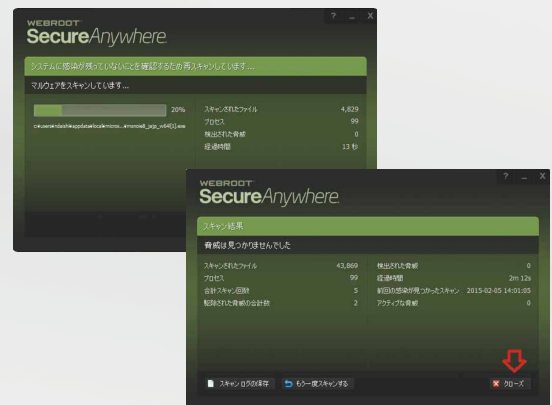 WEBROOT
SecureAnywhere
? _ X
システムに感染が残っていないことを確認するため再スキャンしています...
マルウェアをスキャンしています...
20%
スキャンされたファイル 4,829
プロセス 99
検出された脅威 0
経過時間 13 秒
WEBROOT
SecureAnywhere
? _ X
スキャン結果
脅威は見つかりませんでした
スキャンされたファイル 43,869 検出された脅威 0
プロセス 99 経過時間 2m 12s
合計スキャン回数 5 前回の感染が見つかったスキャン 2015-02-05 14:01:05
駆除された脅威の合計数 2 アクティブな脅威 0
スキャン ログの保存 もう一度スキャンする クローズ